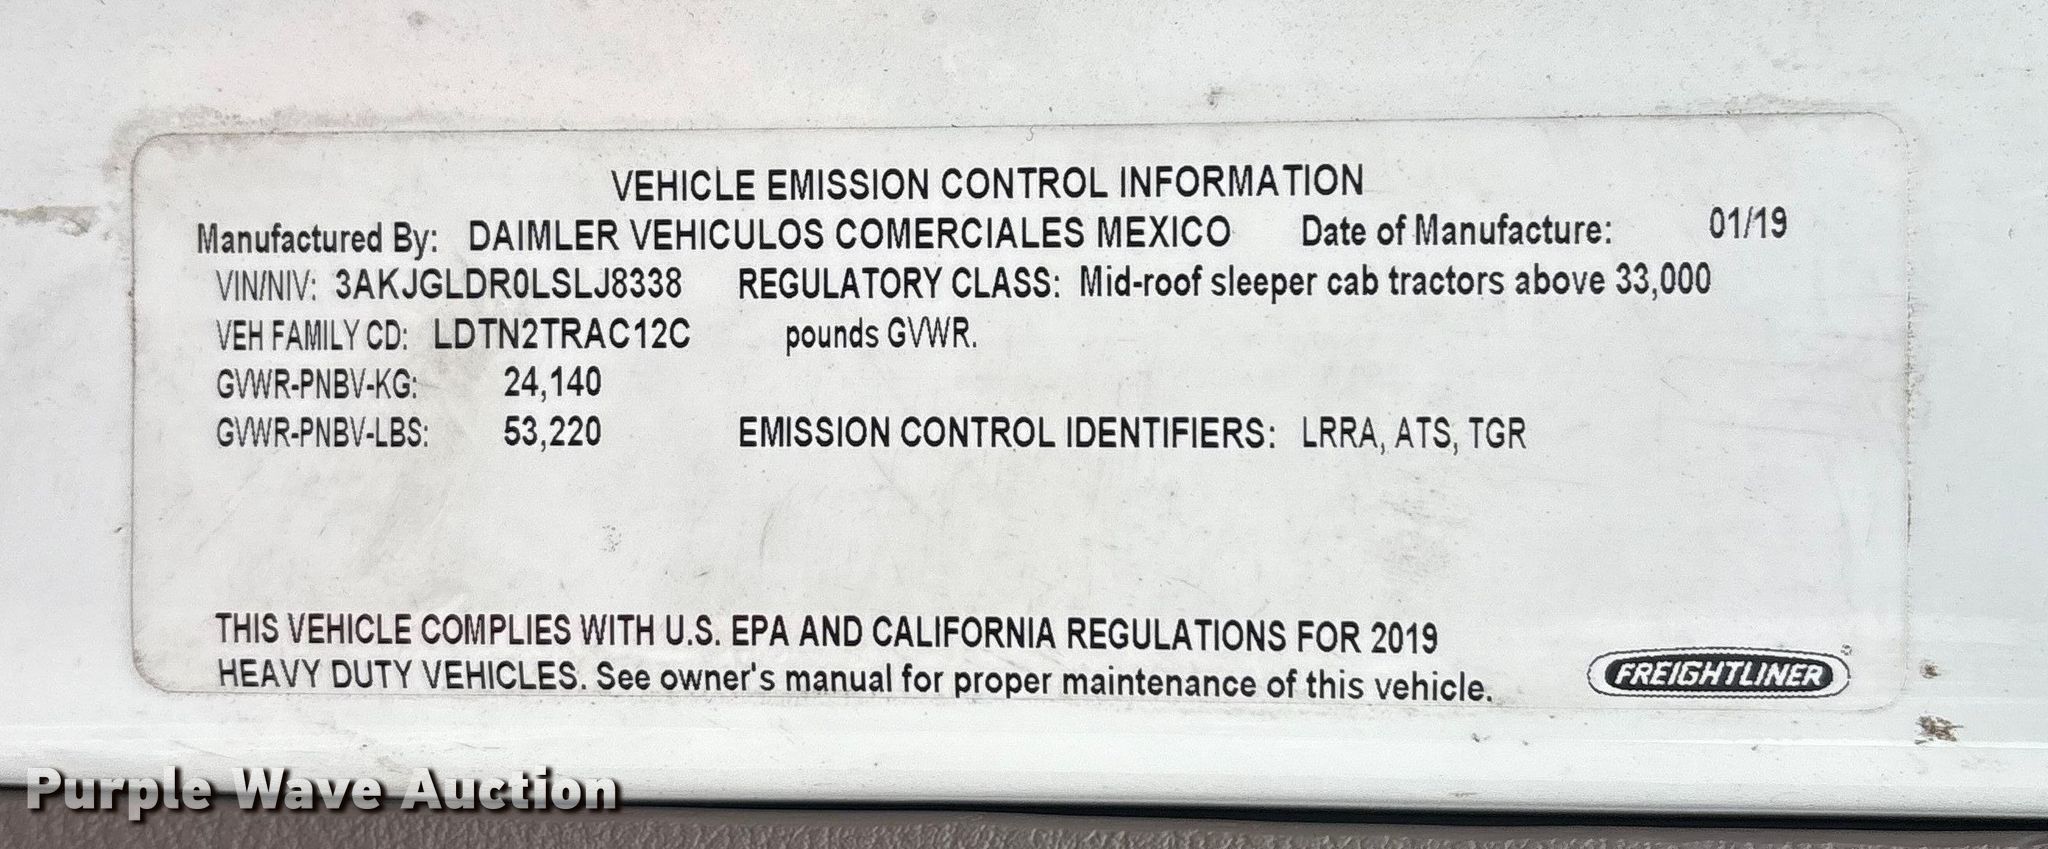 VEHICLE EMISSION CONTROL INFORMATION
Manufactured By: DAIMLER VEHICULOS COMERCIALES MEXICO Date of Manufacture: 01/19
VIN/NIV: 3AKJGLDR0LSLJ8338 REGULATORY CLASS: Mid-roof sleeper cab tractors above 33,000
VEH FAMILY CD: LDTN2TRAC12C pounds GVWR.
GVWR-PNBV-KG: 24,140
GVWR-PNBV-LBS: 53,220 EMISSION CONTROL IDENTIFIERS: LRRA, ATS, TGR
THIS VEHICLE COMPLIES WITH U.S. EPA AND CALIFORNIA REGULATIONS FOR 2019
HEAVY DUTY VEHICLES. See owner's manual for proper maintenance of this vehicle.
FREIGHTLINER
Purple Wave Auction